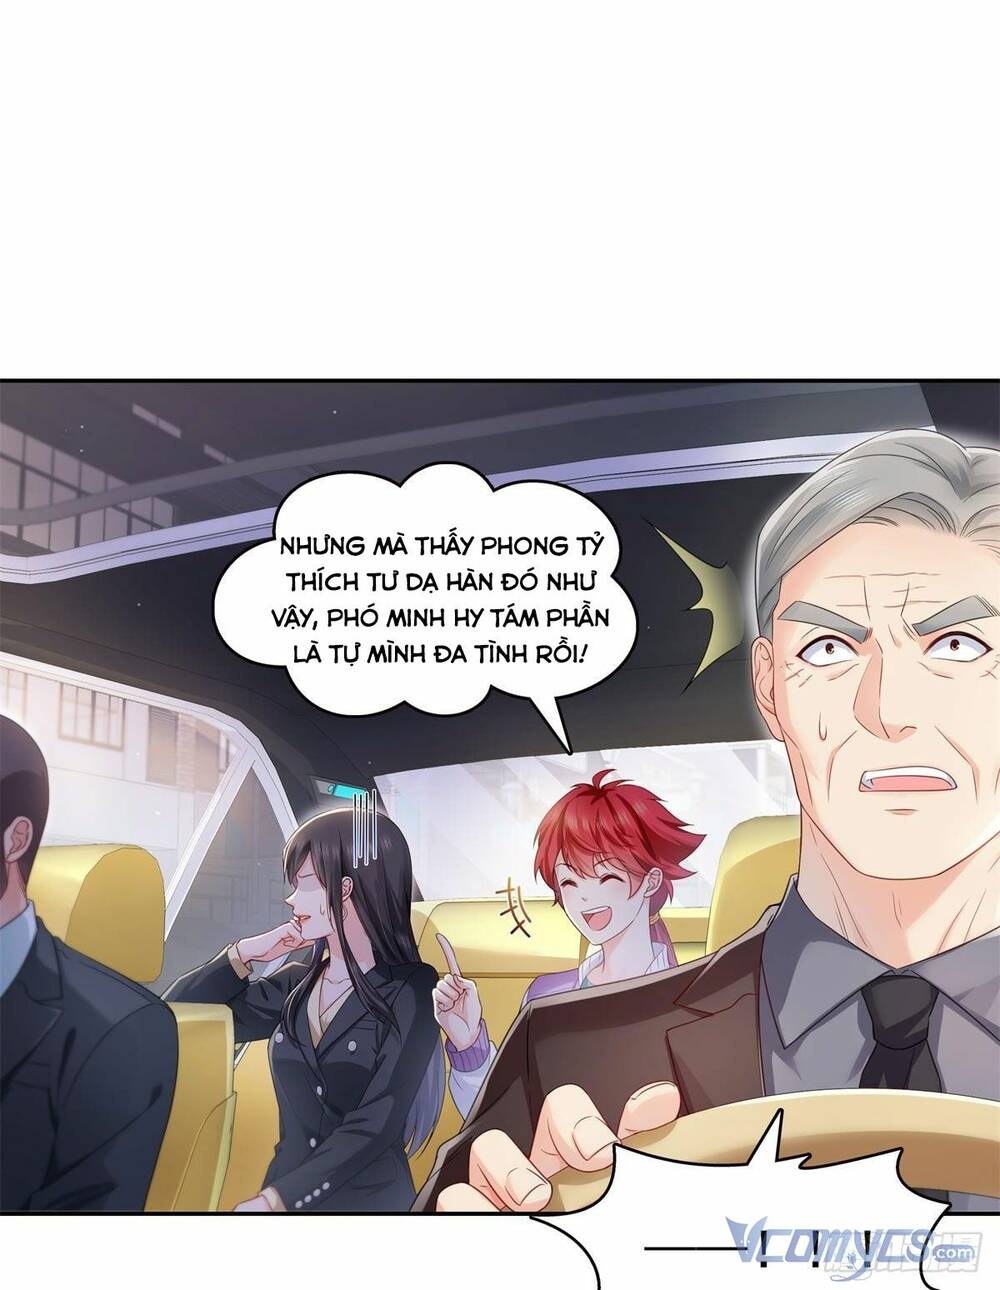 NHƯNG MÀ THẤY PHONG TỶ
THÍCH TƯ DẠ HÀN ĐÓ NHƯ
VẬY, PHÓ MINH HY TÁM PHẦN
LÀ TỰ MÌNH ĐA TÌNH RỒI!
——! ! !
VCOMYCS.com